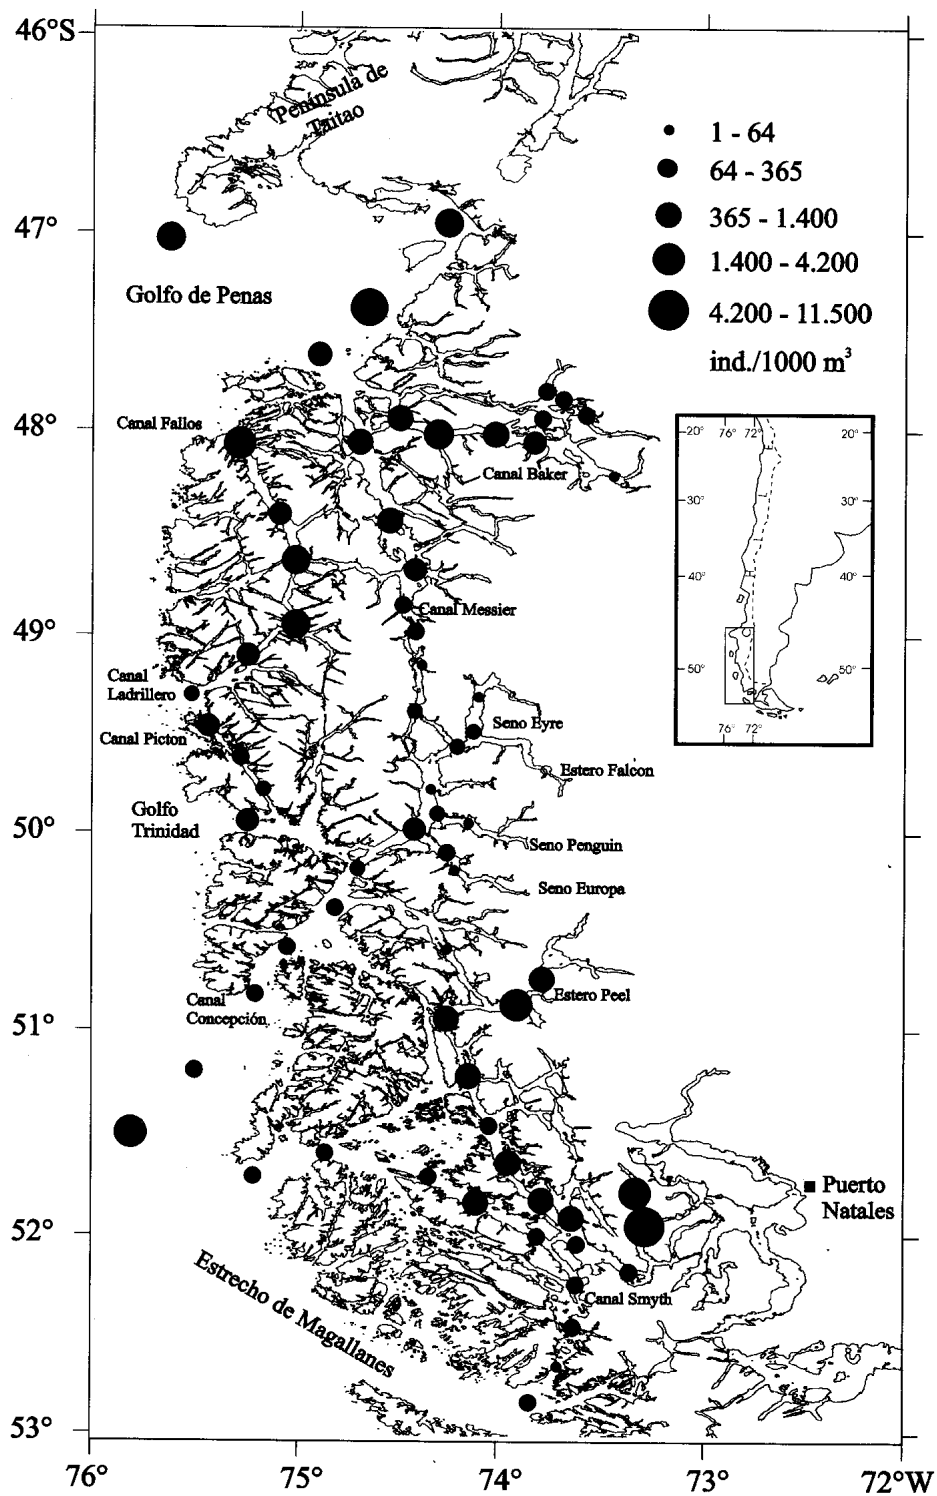 46°S
Península de
Taitao
1 - 64
64 - 365
365 - 1.400
1.400 - 4.200
4.200 - 11.500
ind./1000 m³
47°
Golfo de Penas
Canal Fallos
48°
Canal Baker
76° 72°
20° 20°
30° 30°
40° 40°
50° 50°
76° 72°
Canal Messier
49°
Canal
Ladrillero
Canal Picton
Seno Eyre
Estero Falcon
Golfo
Trinidad
50°
Seno Penguin
Seno Europa
Estero Peel
Canal
Concepción
51°
Puerto
Natales
52°
Estrecho de Magallanes
Canal Smyth
53°
76° 75° 74° 73° 72°W